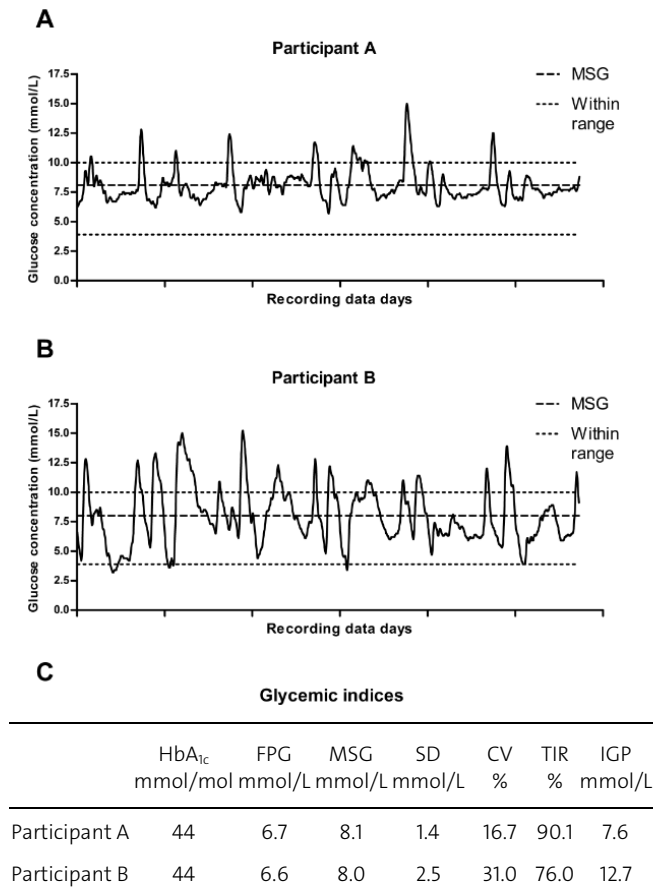 A
Participant A
17.5
15.0
12.5
10.0
7.5
5.0
2.5
0.0
Glucose concentration (mmol/L)
MSG
Within
range
Recording data days
B
Participant B
17.5
15.0
12.5
10.0
7.5
5.0
2.5
0.0
Glucose concentration (mmol/L)
MSG
Within
range
Recording data days
C
Glycemic indices
HbA1c FPG MSG SD CV TIR IGP
mmol/mol mmol/L mmol/L mmol/L % % mmol/L
Participant A 44 6.7 8.1 1.4 16.7 90.1 7.6
Participant B 44 6.6 8.0 2.5 31.0 76.0 12.7